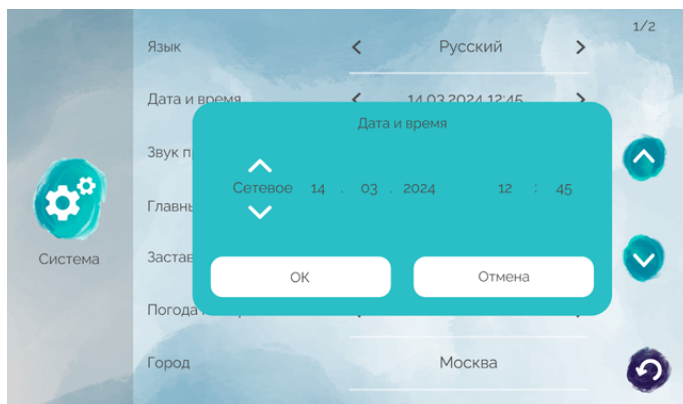 1/2
Язык
Русский
Дата и время
14.03.2024 12:45
Дата и время
Звук п
Сетевое 14 . 03 . 2024 12 : 45
Главны
Система
Застав
ОК
Отмена
Погода
Город
Москва